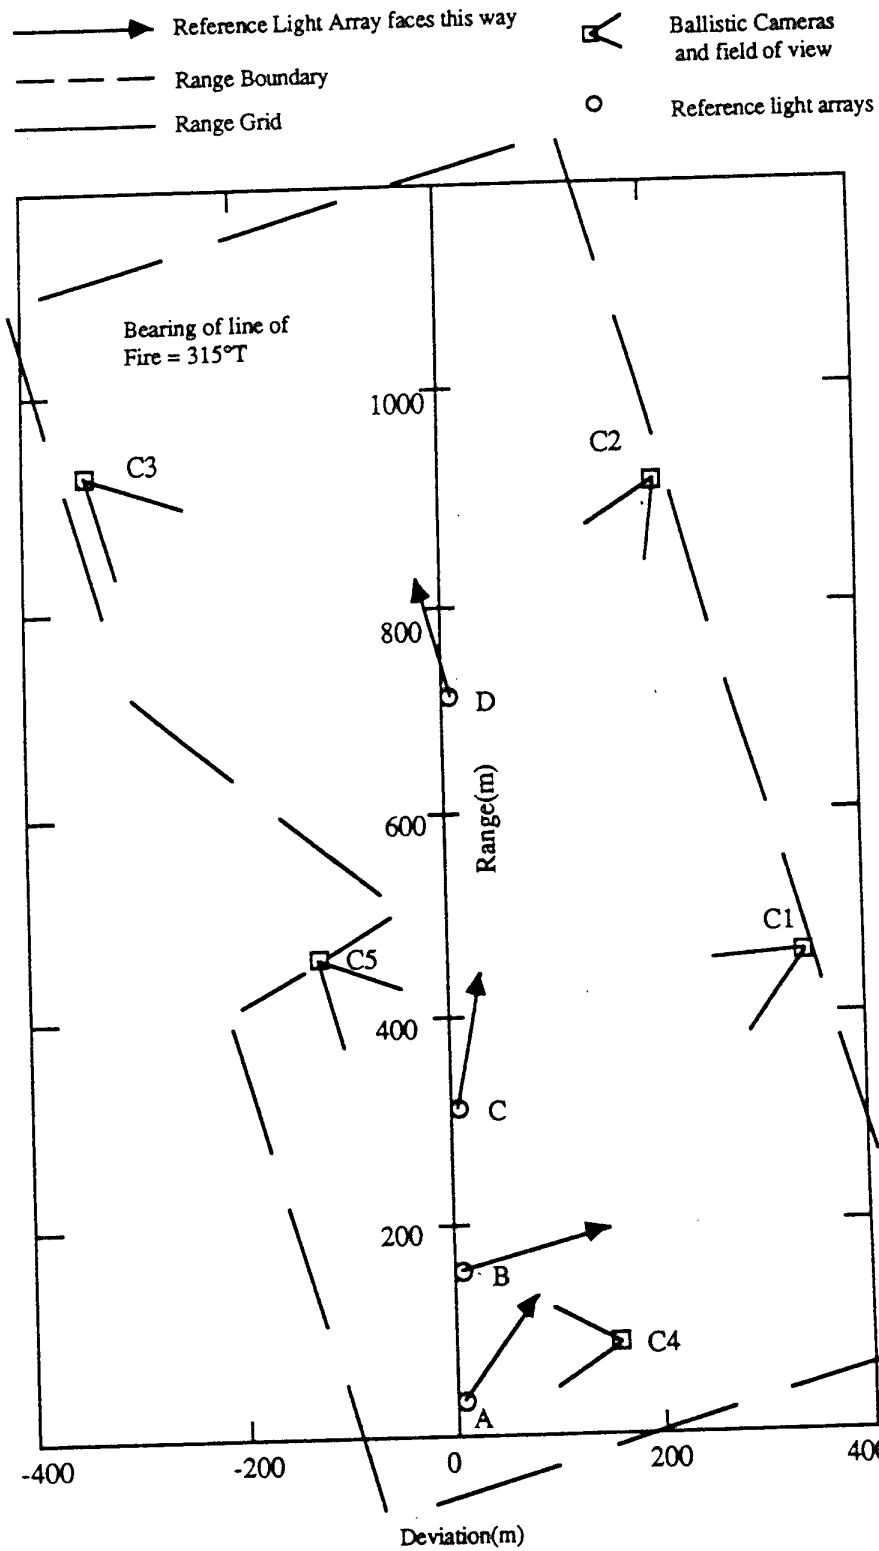 Reference Light Array faces this way
Range Boundary
Range Grid
Ballistic Cameras
and field of view
Reference light arrays
Bearing of line of
Fire = 315°T
1000
C3
C2
800
D
Range(m)
600
C1
C5
400
C
200
B
C4
A
-400
-200
0
200
400
Deviation(m)